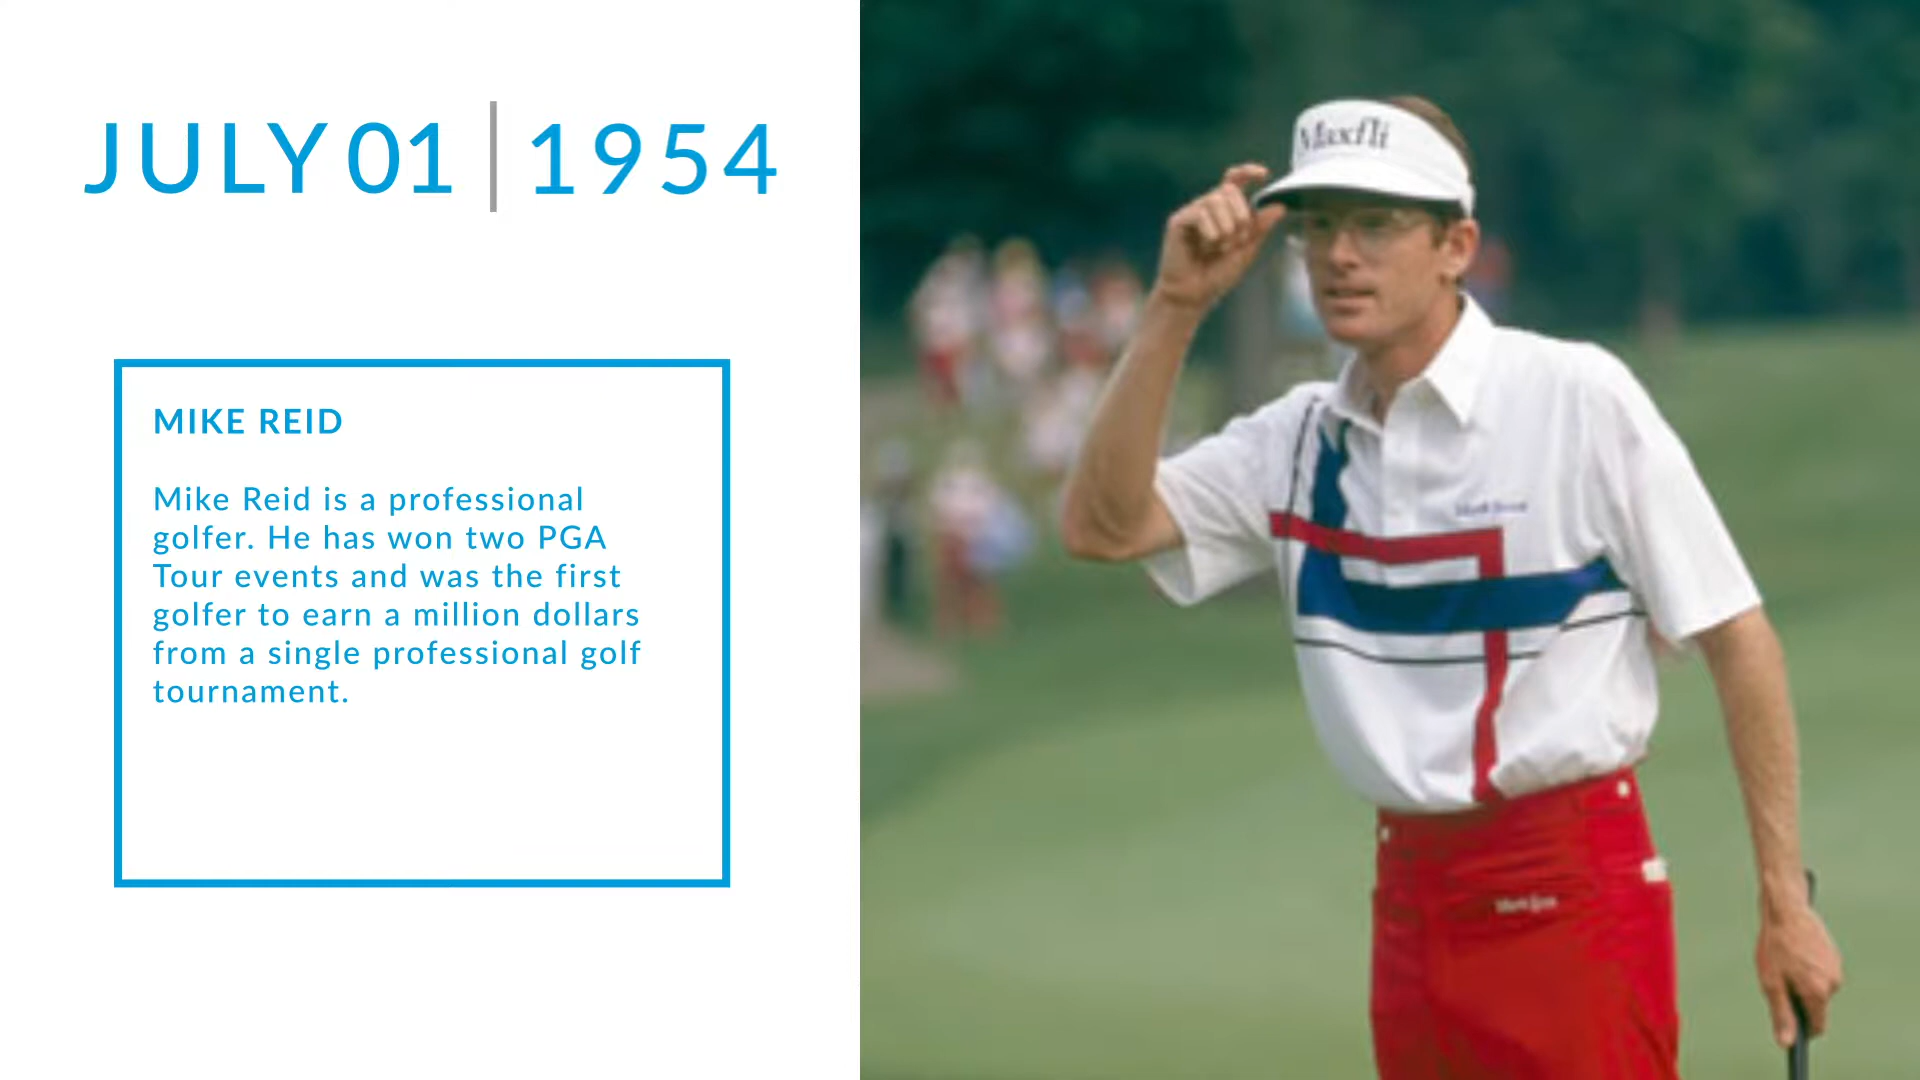 JULY 01 | 1954
MIKE REID
Mike Reid is a professional
golfer. He has won two PGA
Tour events and was the first
golfer to earn a million dollars
from a single professional golf
tournament.
Maxfli